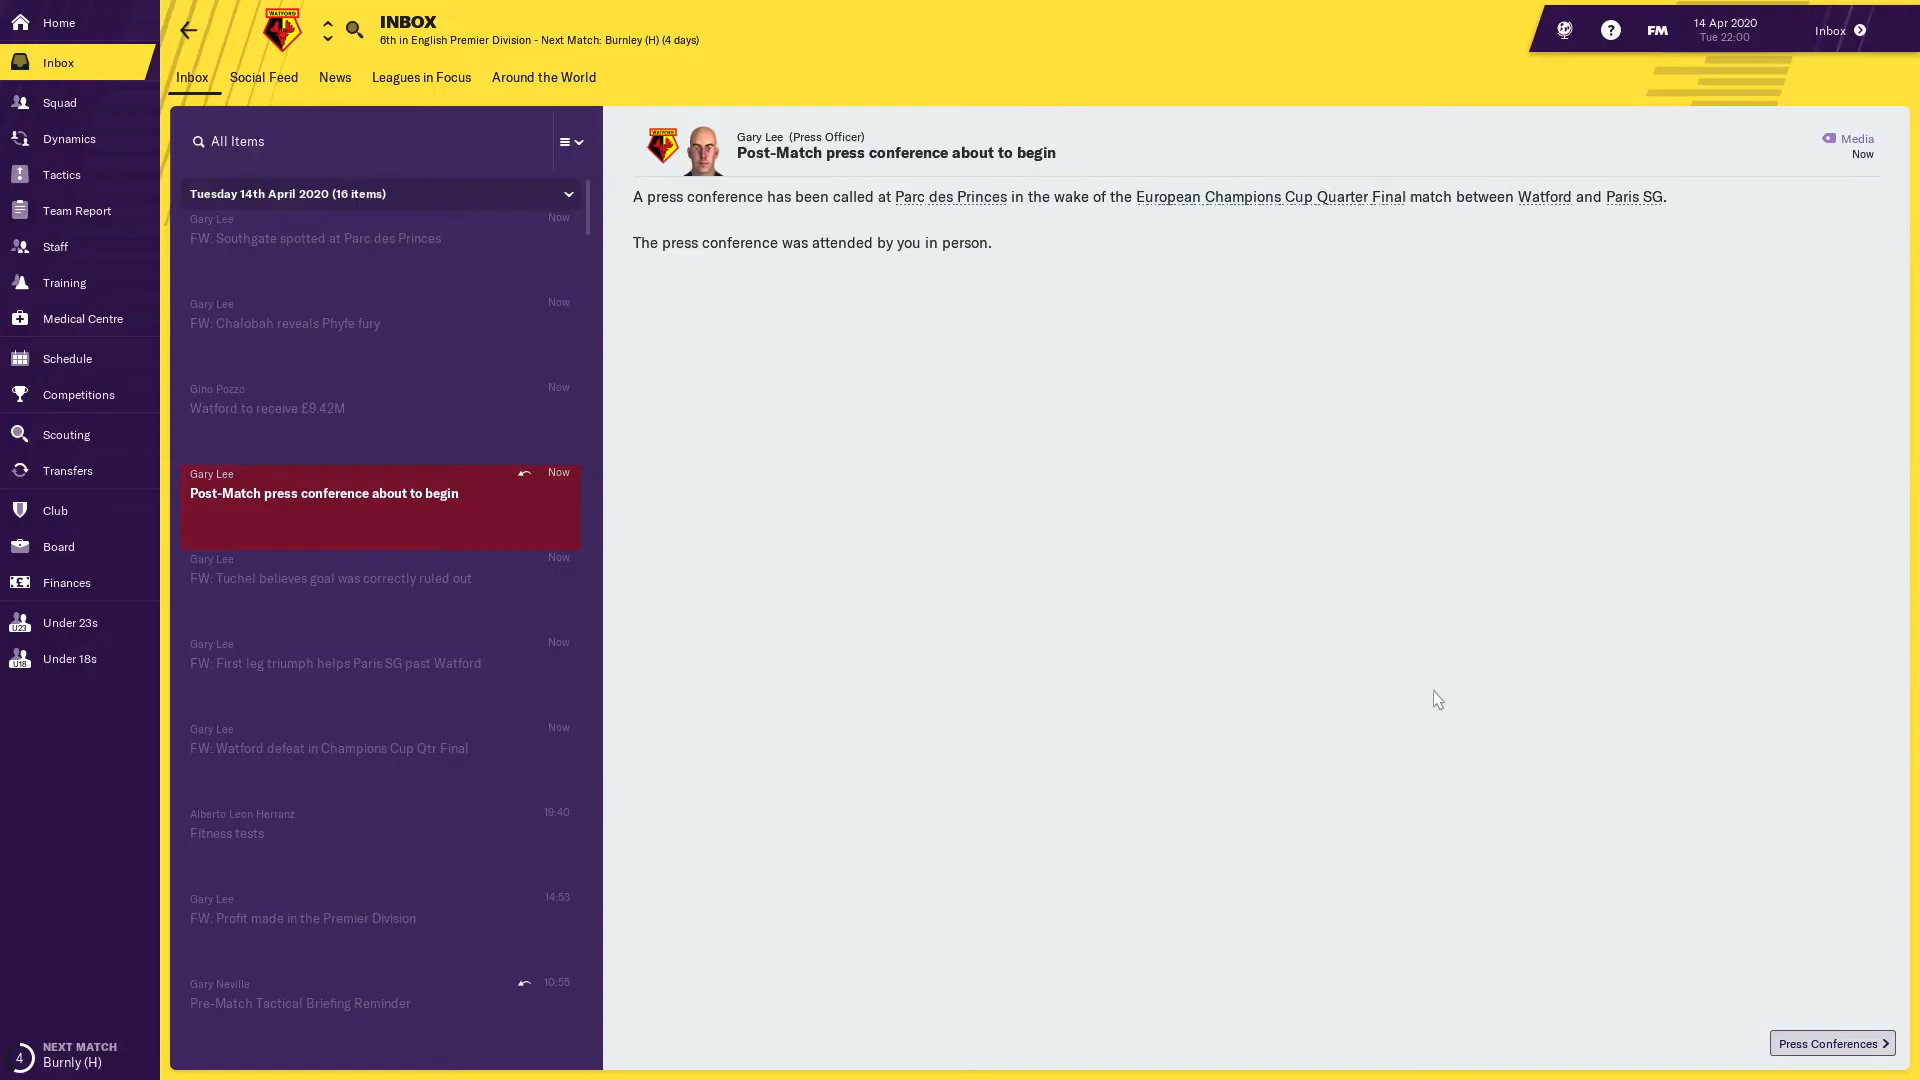 Home
Inbox
Squad
Dynamics
Tactics
Team Report
Staff
Training
Medical Centre
Schedule
Competitions
Scouting
Transfers
Club
Board
Finances
U23
Under 23s
U18
Under 18s
4
NEXT MATCH
Burnly (H)
WATFORD
INBOX
6th in English Premier Division - Next Match: Burnley (H) (4 days)
?
FM
14 Apr 2020
Tue 22:00
Inbox
Inbox
Social Feed
News
Leagues in Focus
Around the World
All Items
Tuesday 14th April 2020 (16 items)
Gary Lee
Now
FW: Southgate spotted at Parc des Princes
Gary Lee
Now
FW: Chalobah reveals Phyfe fury
Gino Pozzo
Now
Watford to receive £9.42M
Gary Lee
Now
Post-Match press conference about to begin
Gary Lee
Now
FW: Tuchel believes goal was correctly ruled out
Gary Lee
Now
FW: First leg triumph helps Paris SG past Watford
Gary Lee
Now
FW: Watford defeat in Champions Cup Qtr Final
Alberto Leon Herranz
19:40
Fitness tests
Gary Lee
14:53
FW: Profit made in the Premier Division
Gary Neville
10:55
Pre-Match Tactical Briefing Reminder
WATFORD
Gary Lee (Press Officer)
Post-Match press conference about to begin
Media
Now
A press conference has been called at Parc des Princes in the wake of the European Champions Cup Quarter Final match between Watford and Paris SG.
The press conference was attended by you in person.
Press Conferences